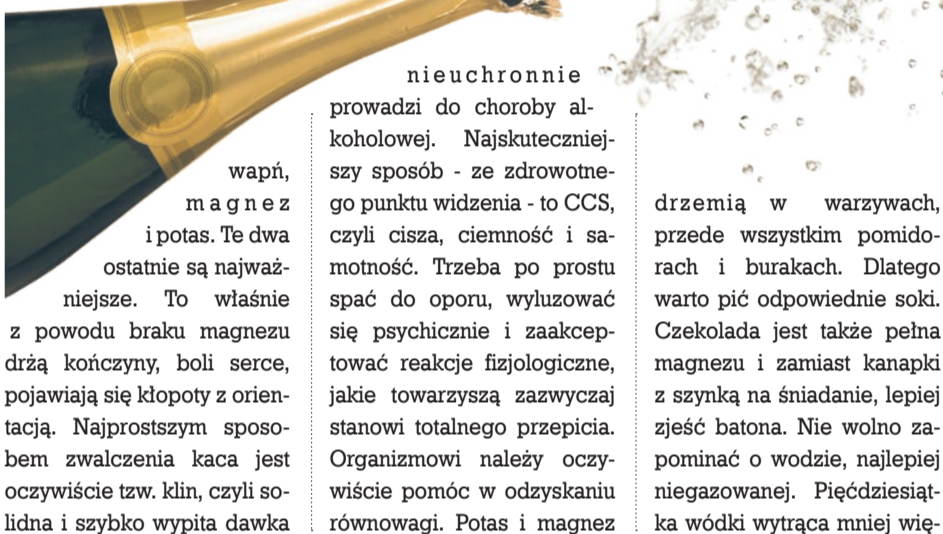 wapń,
magnez
i potas. Te dwa
ostatnie są najważ-
niejsze. To właśnie
z powodu braku magnezu
drżą kończyny, boli serce,
pojawiają się kłopoty z orien-
tacją. Najprostszym sposo-
bem zwalczenia kaca jest
oczywiście tzw. klin, czyli so-
lidna i szybko wypita dawka
nieuchronnie
prowadzi do choroby al-
koholowej. Najskuteczniej-
szy sposób - ze zdrowotne-
go punktu widzenia - to CCS,
czyli cisza, ciemność i sa-
motność. Trzeba po prostu
spać do oporu, wyluzować
się psychicznie i zaakcep-
tować reakcje fizjologiczne,
jakie towarzyszą zazwyczaj
stanowi totalnego przepicia.
Organizmowi należy oczy-
wiście pomóc w odzyskaniu
równowagi. Potas i magnez
drzemią w warzywach,
przede wszystkim pomido-
rach i burakach. Dlatego
warto pić odpowiednie soki.
Czekolada jest także pełna
magnezu i zamiast kanapki
z szynką na śniadanie, lepiej
zjeść batona. Nie wolno za-
pominać o wodzie, najlepiej
niegazowanej. Pięćdziesiąt-
ka wódki wytrąca mniej wię-